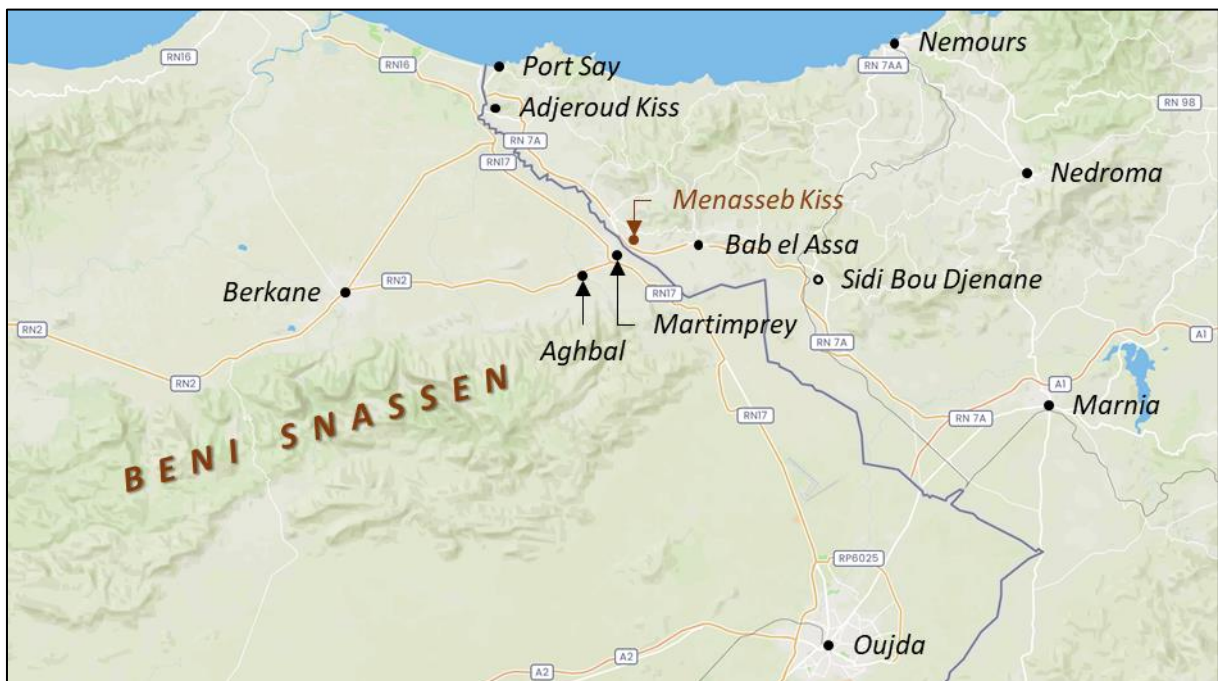 Nemours
RN16
RN16
Port Say
RN 7AA
RN 98
Adjeroud Kiss
RN 7A
RN17
Nedroma
Menasseb Kiss
Bab el Assa
Berkane
RN2
Sidi Bou Djenane
RN17
RN2
Martimprey
Aghbal
RN 7A
A1
RN2
BENI SNASSEN
A1
Marnia
RN17
RN 7A
RP6025
Oujda
A2
A2